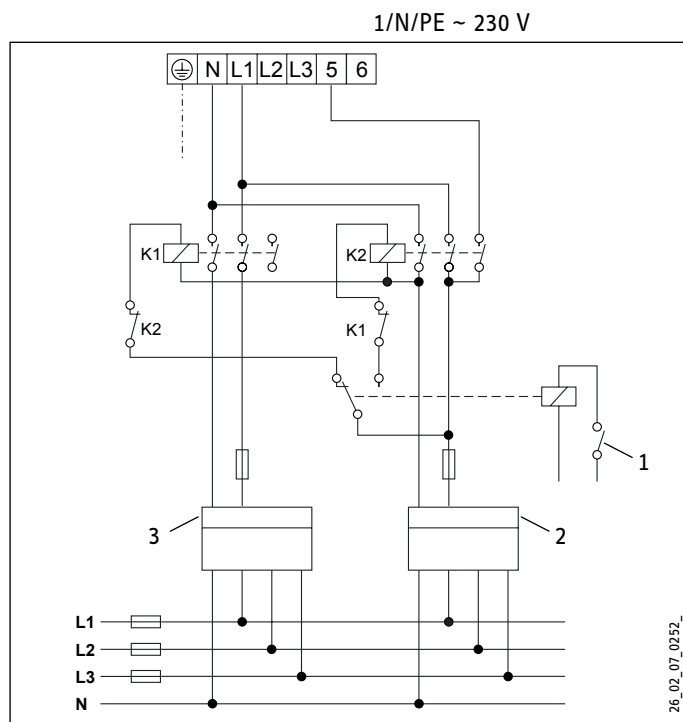 1/N/PE ~ 230 V
N L1 L2 L3 5 6
K1
K2
K2
K1
1
3
2
L1
L2
L3
N
26_02_07_0252_